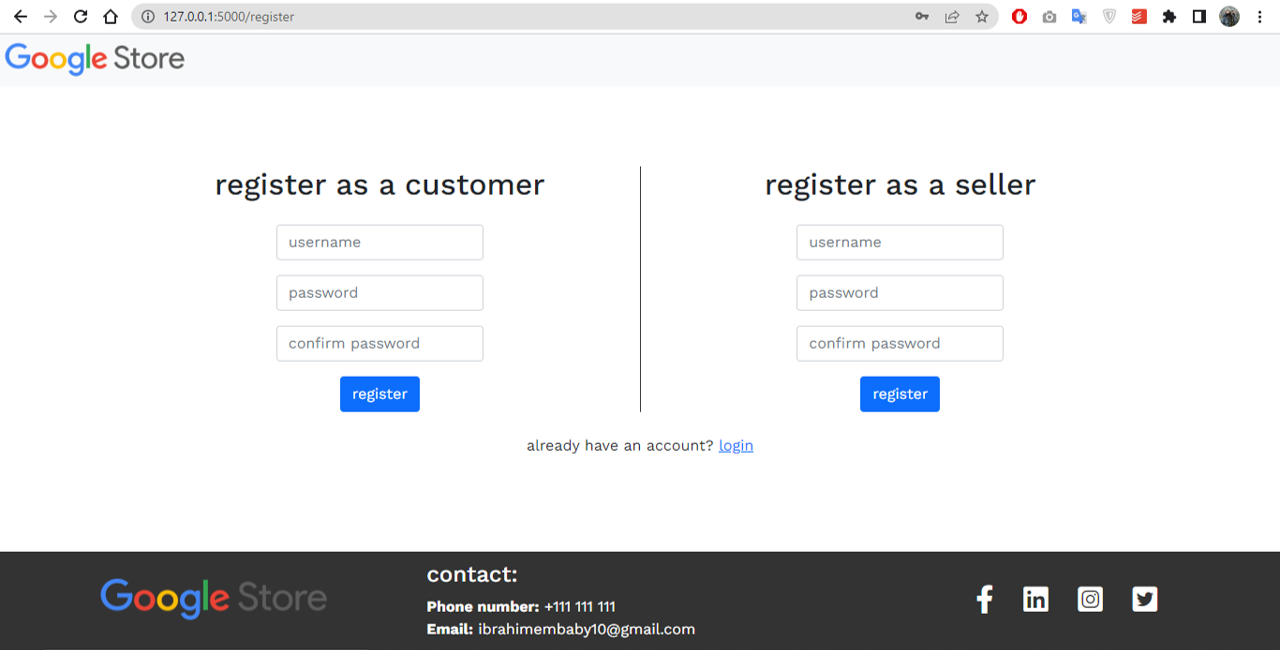 127.0.0.1:5000/register
Google Store
register as a customer
username
password
confirm password
register
register as a seller
username
password
confirm password
register
already have an account? login
Google Store
contact:
Phone number: +111 111 111
Email: ibrahimembaby10@gmail.com